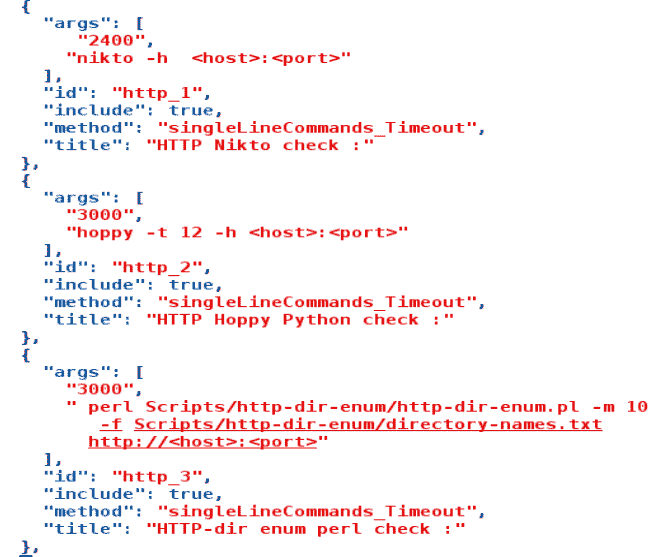 {
"args": [
"2400",
"nikto -h  <host>:<port>"
],
"id": "http_1",
"include": true,
"method": "singleLineCommands_Timeout",
"title": "HTTP Nikto check :"
},
{
"args": [
"3000",
"hoppy -t 12 -h <host>:<port>"
],
"id": "http_2",
"include": true,
"method": "singleLineCommands_Timeout",
"title": "HTTP Hoppy Python check :"
},
{
"args": [
"3000",
" perl Scripts/http-dir-enum/http-dir-enum.pl -m 10
-f Scripts/http-dir-enum/directory-names.txt
http://<host>:<port>"
],
"id": "http_3",
"include": true,
"method": "singleLineCommands_Timeout",
"title": "HTTP-dir enum perl check :"
},